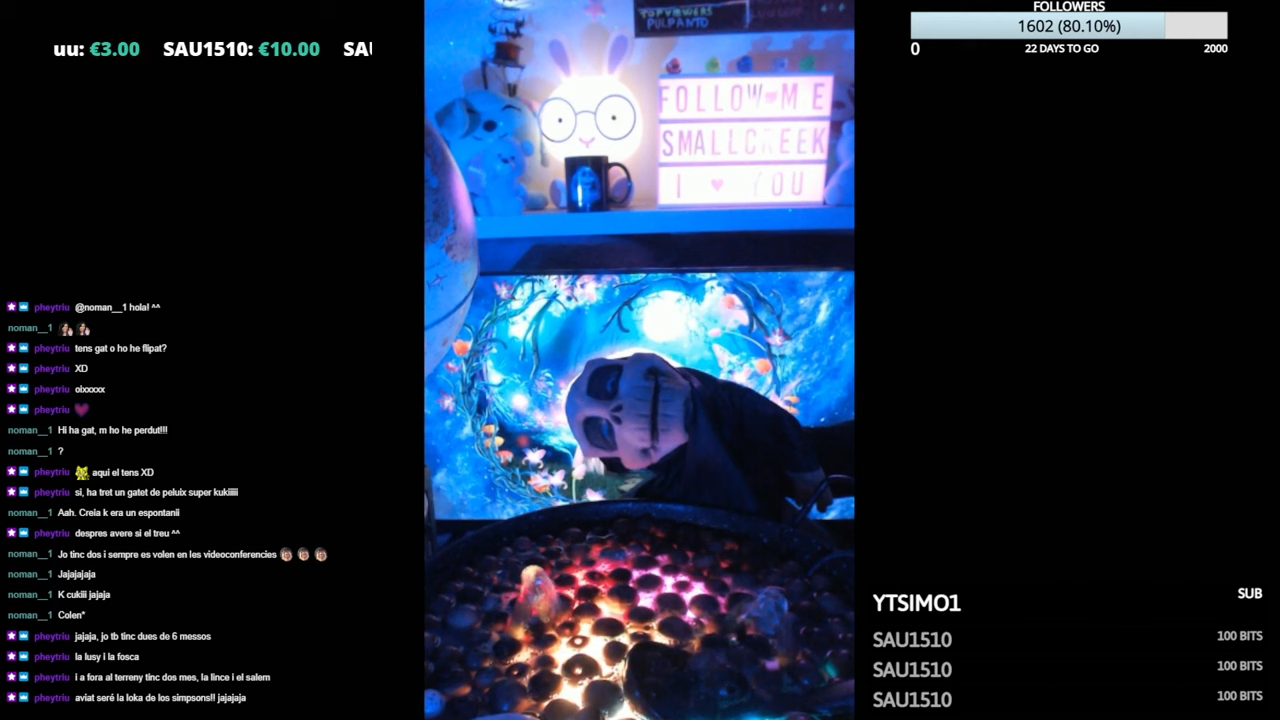 FOLLOWERS
1602 (80.10%)
0
22 DAYS TO GO
2000
uu: €3.00 SAU1510: €10.00 SAU
TOPVIEWERS
PULPANTO
FOLLOW♥ME
SMALLCREEK
I ♥ YOU
pheytriu @noman__1 hola! ^^
noman__1
pheytriu tens gat o ho he flipat?
pheytriu XD
pheytriu oixxxxx
pheytriu
noman__1 Hi ha gat, m ho he perdut!!!
noman__1 ?
pheytriu aqui el tens XD
pheytriu si, ha tret un gatet de peluix super kukiiiii
noman__1 Aah. Creia k era un espontanii
pheytriu despres avere si el treu ^^
noman__1 Jo tinc dos i sempre es volen en les videoconferencies
noman__1 Jajajajaja
noman__1 K cukiii jajaja
noman__1 Colen*
pheytriu jajaja, jo tb tinc dues de 6 messos
pheytriu la lusy i la fosca
pheytriu i a fora al terreny tinc dos mes, la lince i el salem
pheytriu aviat seré la loka de los simpsons!! jajajaja
YTSIMO1 SUB
SAU1510 100 BITS
SAU1510 100 BITS
SAU1510 100 BITS